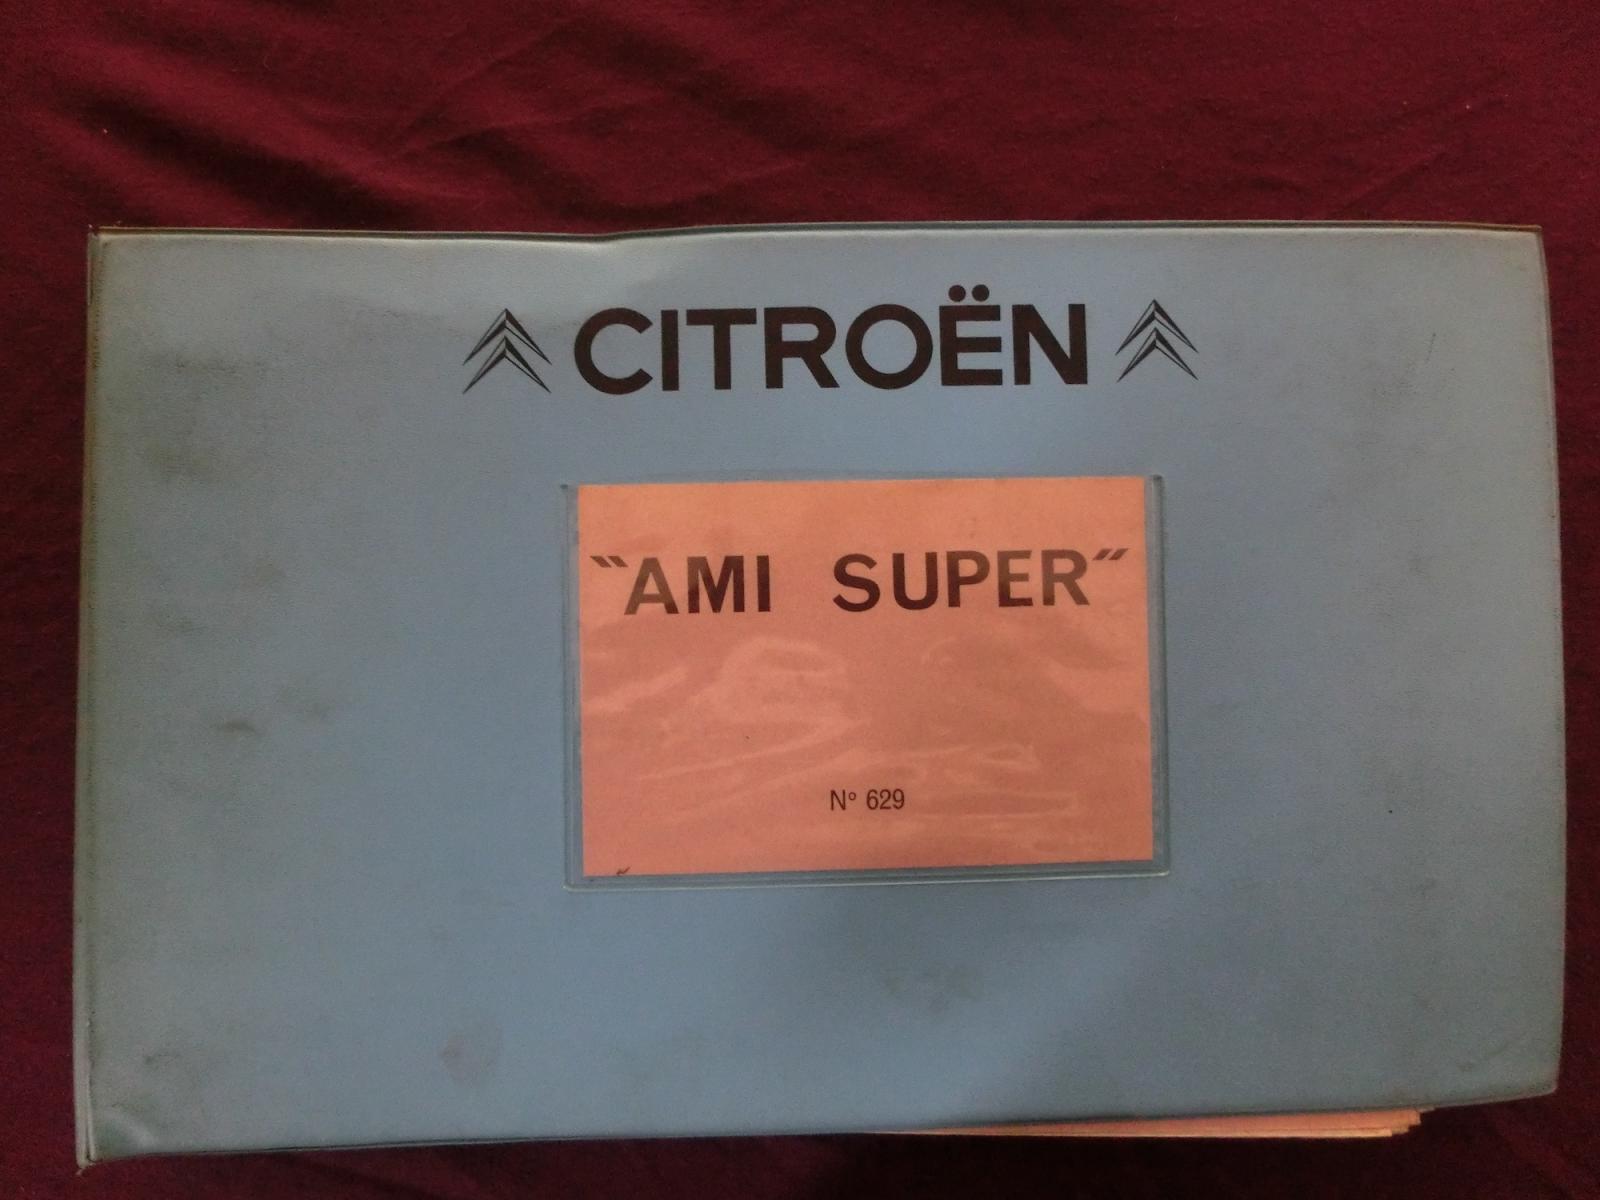 CITROËN
"AMI SUPER"
N° 629